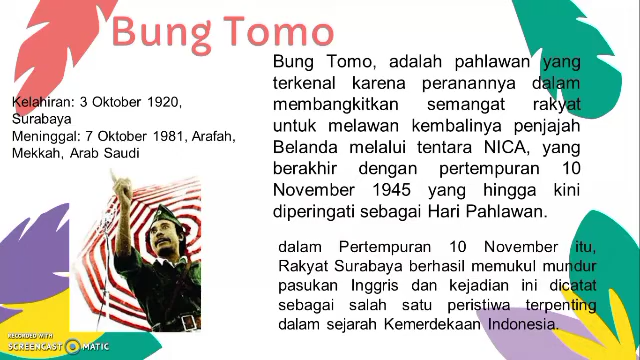 Bung Tomo
Kelahiran: 3 Oktober 1920,
Surabaya
Meninggal: 7 Oktober 1981, Arafah,
Mekkah, Arab Saudi
Bung Tomo, adalah pahlawan yang
terkenal karena peranannya dalam
membangkitkan semangat rakyat
untuk melawan kembalinya penjajah
Belanda melalui tentara NICA, yang
berakhir dengan pertempuran 10
November 1945 yang hingga kini
diperingati sebagai Hari Pahlawan.
dalam Pertempuran 10 November itu,
Rakyat Surabaya berhasil memukul mundur
pasukan Inggris dan kejadian ini dicatat
sebagai salah satu peristiwa terpenting
dalam sejarah Kemerdekaan Indonesia.
RECORDED WITH
SCREENCAST MATIC